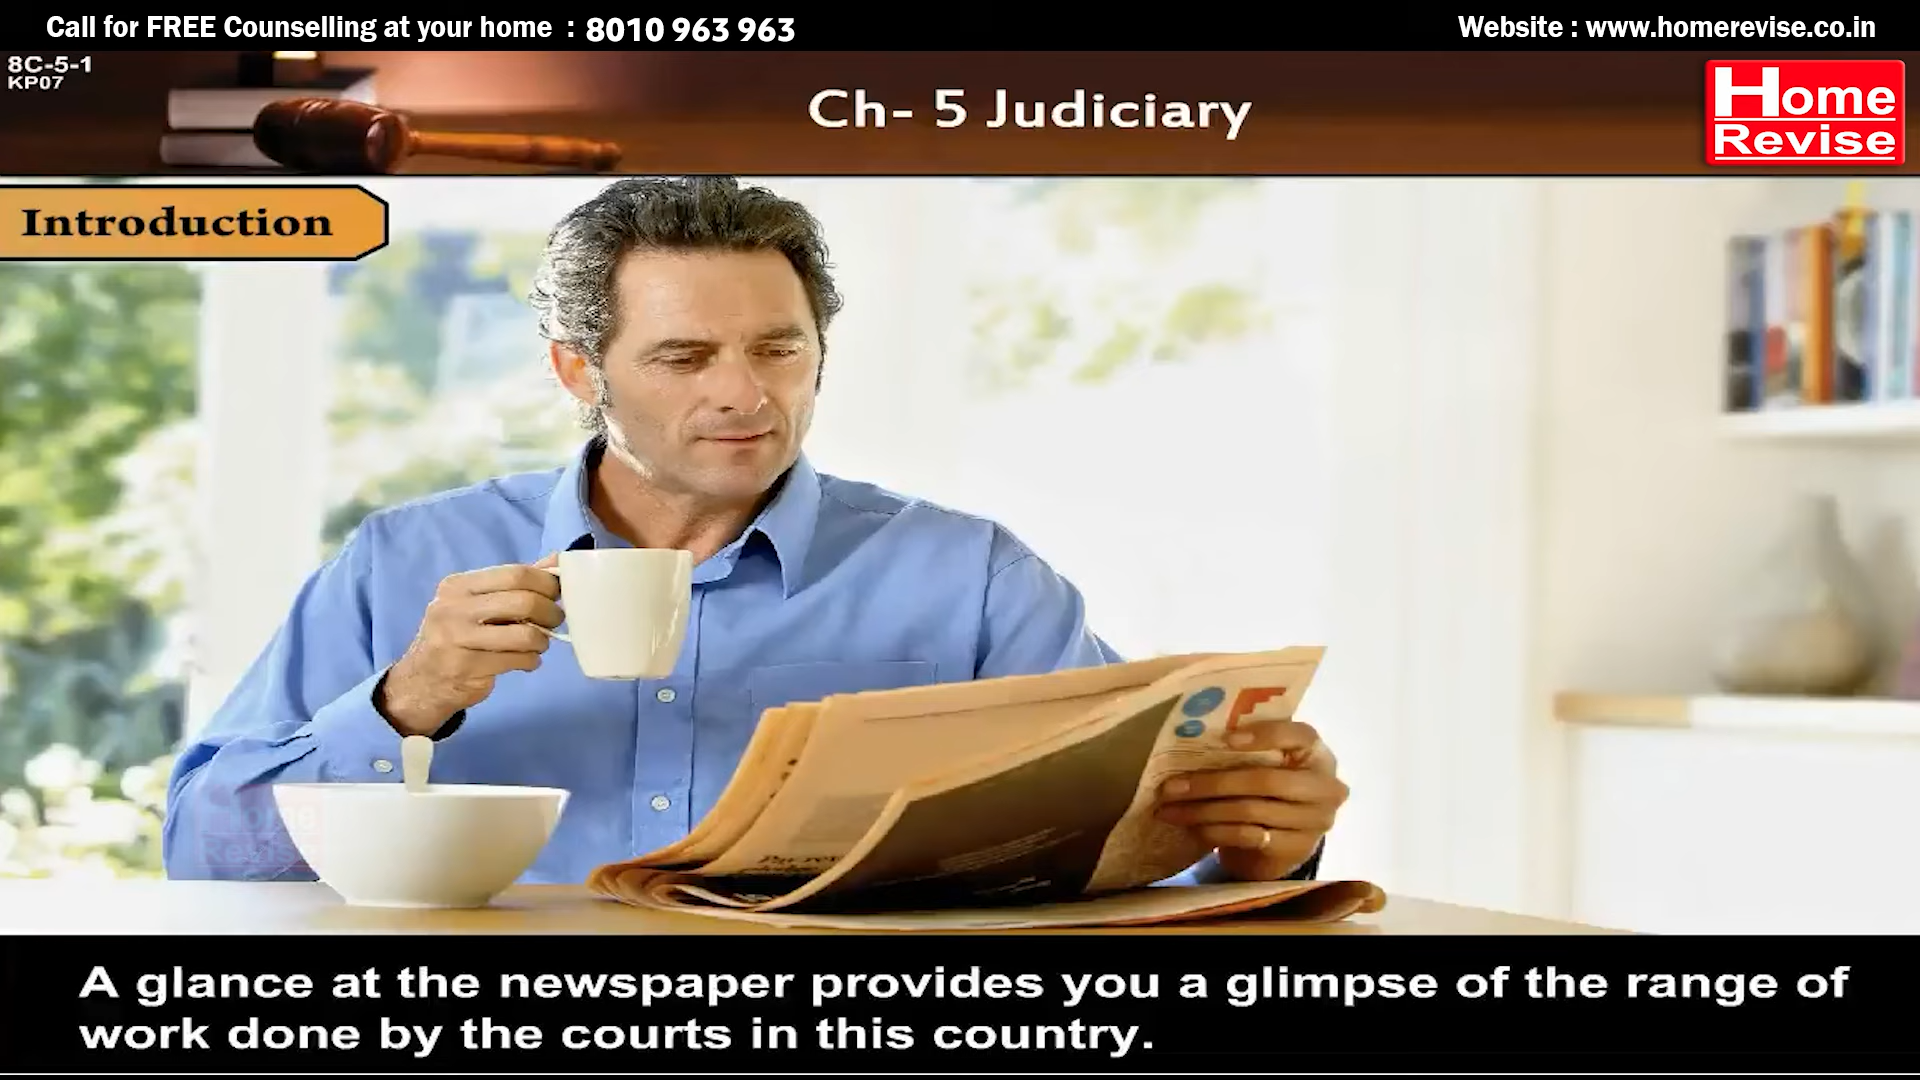 Call for FREE Counselling at your home : 8010 963 963
Website : www.homerevise.co.in
8C-5-1
KP07
Ch- 5 Judiciary
Home
Revise
Introduction
Home
Revise
A glance at the newspaper provides you a glimpse of the range of
work done by the courts in this country.